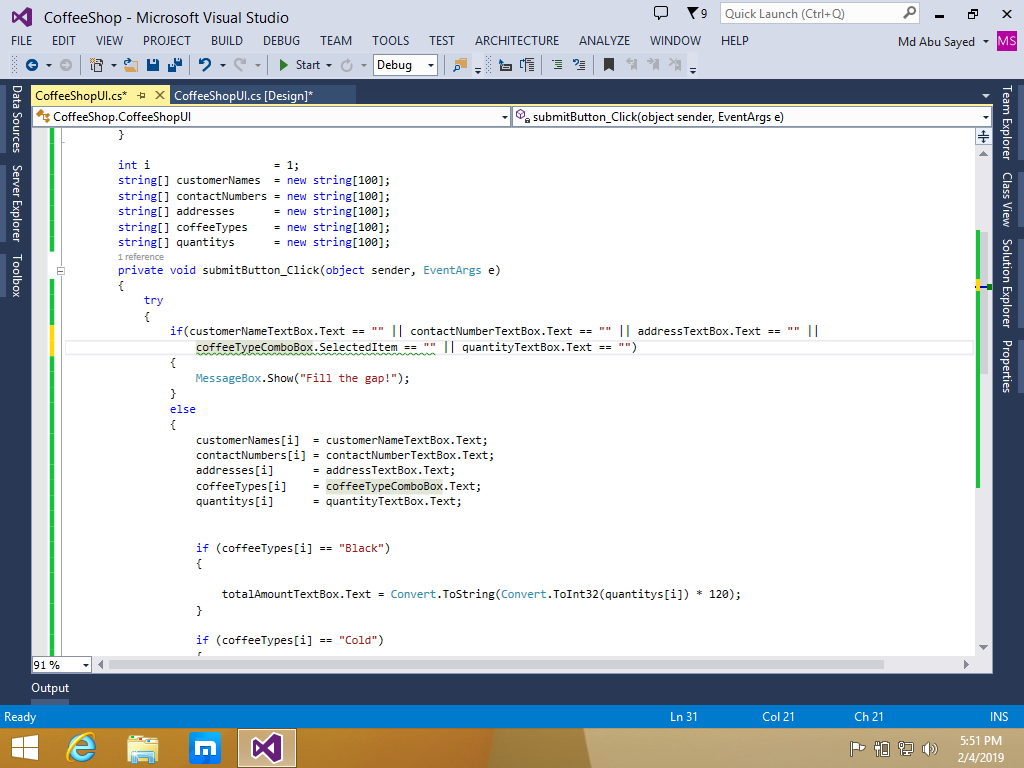 CoffeeShop - Microsoft Visual Studio
9
Quick Launch (Ctrl+Q)
FILE EDIT VIEW PROJECT BUILD DEBUG TEAM TOOLS TEST ARCHITECTURE ANALYZE WINDOW HELP
Md Abu Sayed
MS
Start
Debug
Data Sources
Server Explorer
Toolbox
CoffeeShopUI.cs*
CoffeeShopUI.cs [Design]*
CoffeeShop.CoffeeShopUI
submitButton_Click(object sender, EventArgs e)
}
int i = 1;
string[] customerNames = new string[100];
string[] contactNumbers = new string[100];
string[] addresses = new string[100];
string[] coffeeTypes = new string[100];
string[] quantitys = new string[100];
1 reference
private void submitButton_Click(object sender, EventArgs e)
{
try
{
if(customerNameTextBox.Text == "" || contactNumberTextBox.Text == "" || addressTextBox.Text == "" ||
coffeeTypeComboBox.SelectedItem == "" || quantityTextBox.Text == "")
{
MessageBox.Show("Fill the gap!");
}
else
{
customerNames[i] = customerNameTextBox.Text;
contactNumbers[i] = contactNumberTextBox.Text;
addresses[i] = addressTextBox.Text;
coffeeTypes[i] = coffeeTypeComboBox.Text;
quantitys[i] = quantityTextBox.Text;
if (coffeeTypes[i] == "Black")
{
totalAmountTextBox.Text = Convert.ToString(Convert.ToInt32(quantitys[i]) * 120);
}
if (coffeeTypes[i] == "Cold")
{
Team Explorer
Class View
Solution Explorer
Properties
91 %
Output
Ready
Ln 31
Col 21
Ch 21
INS
5:51 PM
2/4/2019